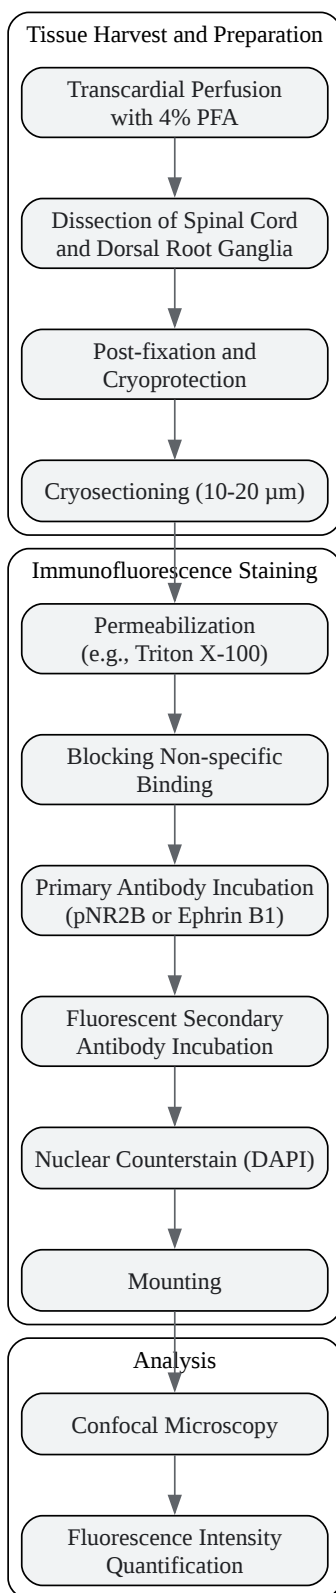 Tissue Harvest and Preparation
Transcardial Perfusion
with 4% PFA
Dissection of Spinal Cord
and Dorsal Root Ganglia
Post-fixation and
Cryoprotection
Cryosectioning (10-20 µm)
Immunofluorescence Staining
Permeabilization
(e.g., Triton X-100)
Blocking Non-specific
Binding
Primary Antibody Incubation
(pNR2B or Ephrin B1)
Fluorescent Secondary
Antibody Incubation
Nuclear Counterstain (DAPI)
Mounting
Analysis
Confocal Microscopy
Fluorescence Intensity
Quantification